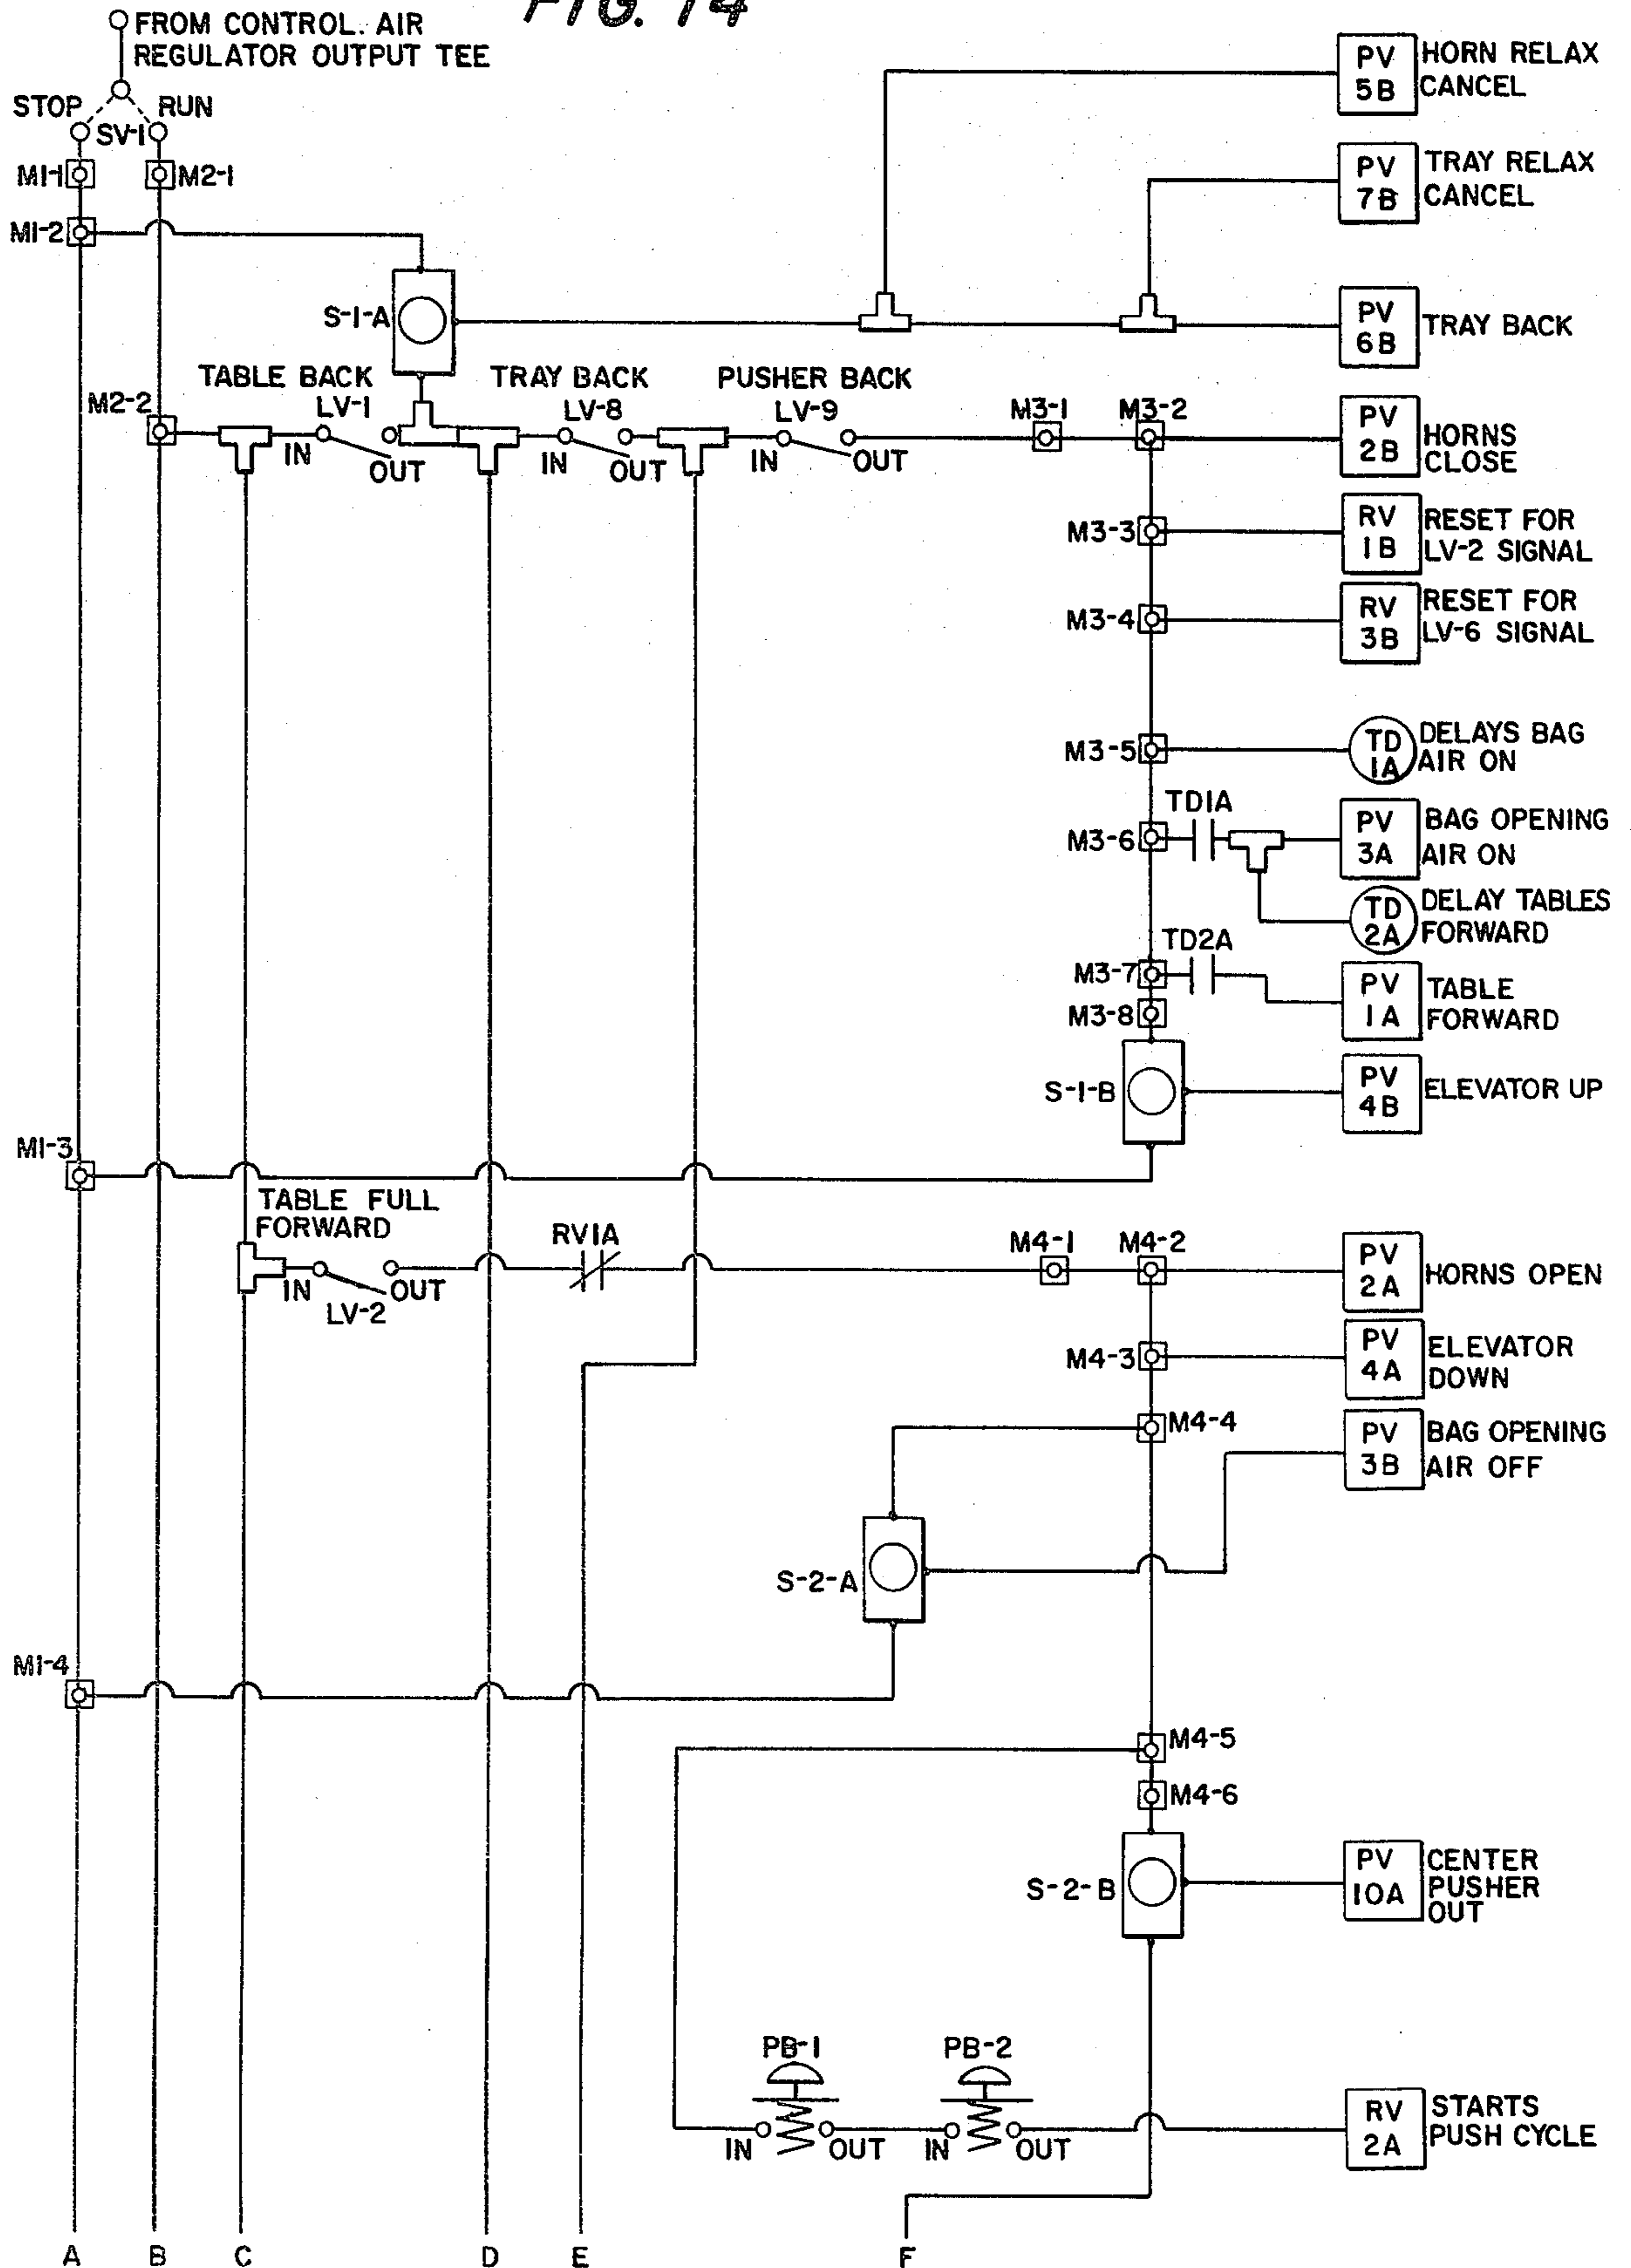 FIG. 14
FROM CONTROL. AIR
REGULATOR OUTPUT TEE
STOP
RUN
SV-1
M1-1
M2-1
M1-2
PV
5B
HORN RELAX
CANCEL
PV
7B
TRAY RELAX
CANCEL
S-1-A
PV
6B
TRAY BACK
TABLE BACK
LV-1
TRAY BACK
LV-8
PUSHER BACK
LV-9
M2-2
IN
OUT
IN
OUT
IN
OUT
M3-1
M3-2
PV
2B
HORNS
CLOSE
M3-3
RV
1B
RESET FOR
LV-2 SIGNAL
M3-4
RV
3B
RESET FOR
LV-6 SIGNAL
M3-5
TD
1A
DELAYS BAG
AIR ON
TD1A
M3-6
PV
3A
BAG OPENING
AIR ON
TD
2A
DELAY TABLES
FORWARD
TD2A
M3-7
PV
1A
TABLE
FORWARD
M3-8
S-1-B
PV
4B
ELEVATOR UP
M1-3
TABLE FULL
FORWARD
IN
OUT
LV-2
RV1A
M4-1
M4-2
PV
2A
HORNS OPEN
M4-3
PV
4A
ELEVATOR
DOWN
M4-4
PV
3B
BAG OPENING
AIR OFF
S-2-A
M1-4
M4-5
M4-6
S-2-B
PV
10A
CENTER
PUSHER
OUT
PB-1
PB-2
IN
OUT
IN
OUT
RV
2A
STARTS
PUSH CYCLE
A
B
C
D
E
F